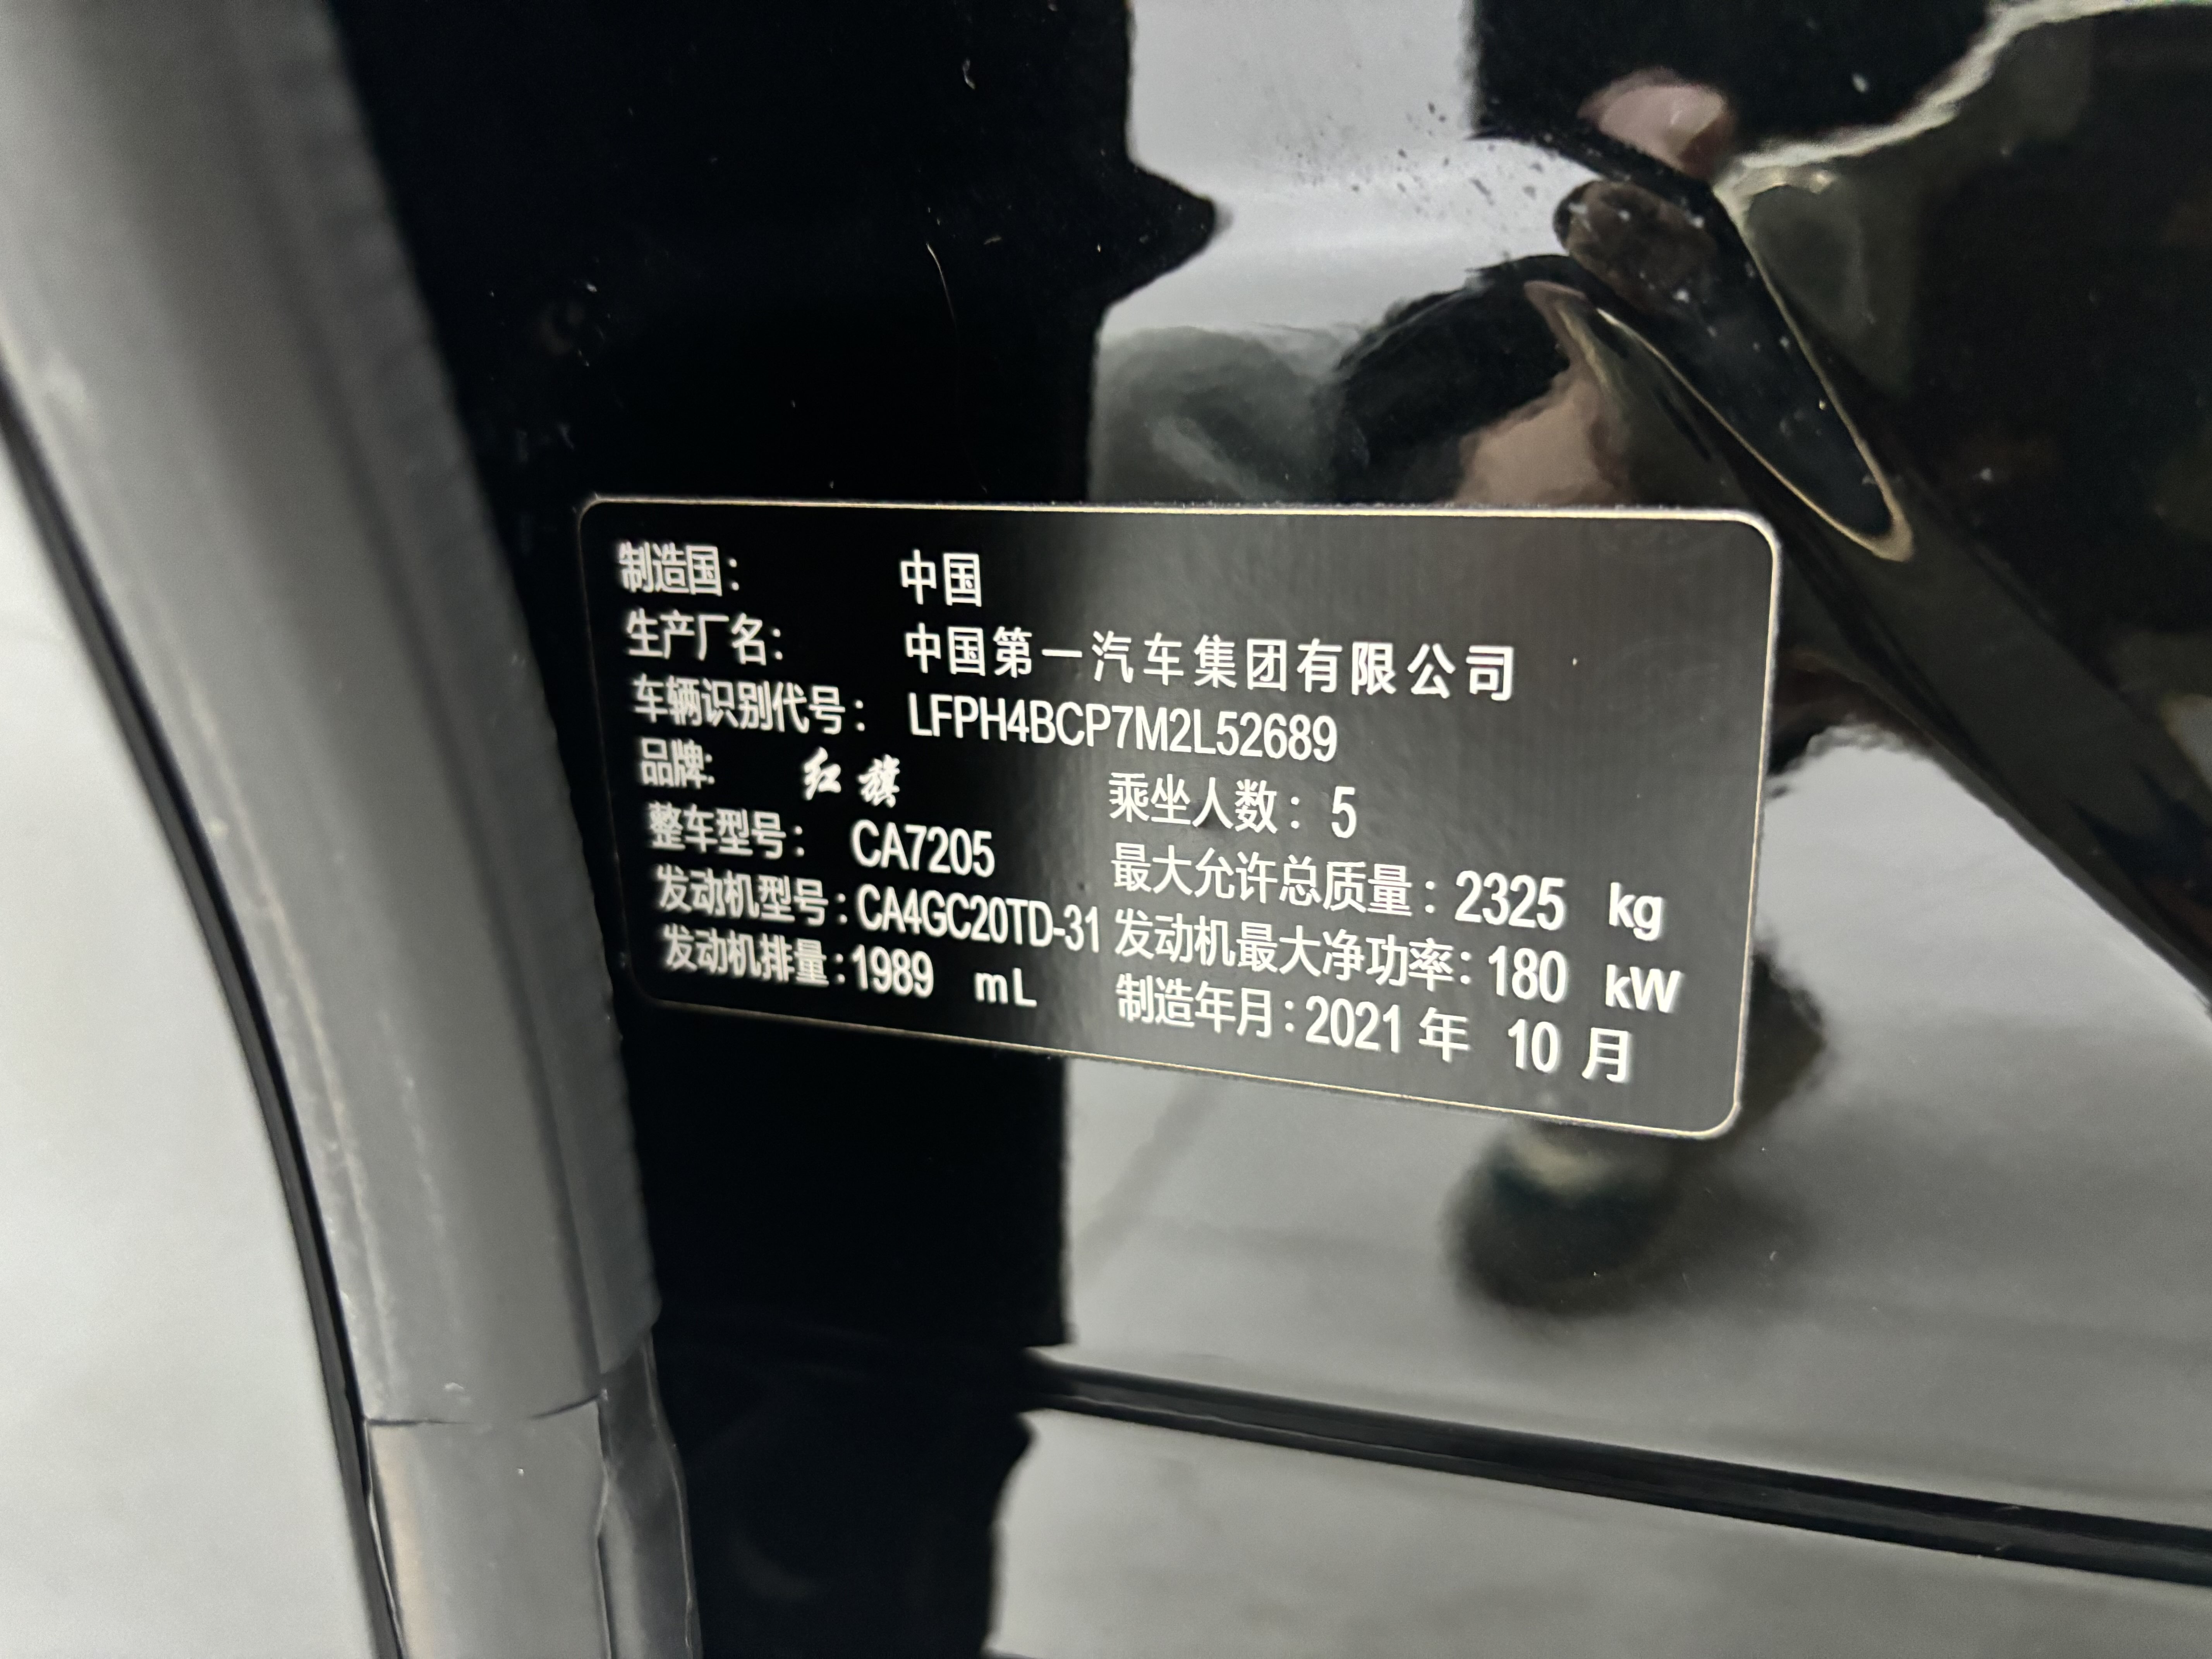 制造国： 中国
生产厂名： 中国第一汽车集团有限公司
车辆识别代号： LFPH4BCP7M2L52689
品牌: 红旗 乘坐人数： 5
整车型号： CA7205 最大允许总质量：2325 kg
发动机型号：CA4GC20TD-31 发动机最大净功率：180 kW
发动机排量：1989 mL 制造年月：2021 年 10 月